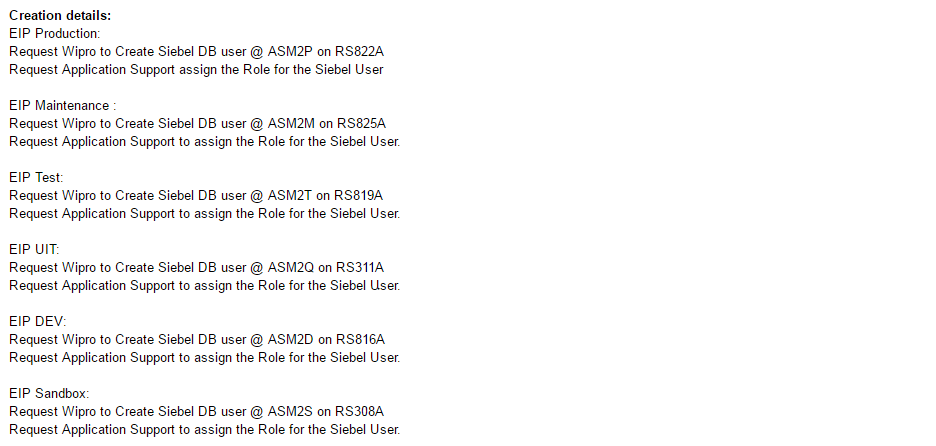 Creation details:
EIP Production:
Request Wipro to Create Siebel DB user @ ASM2P on RS822A
Request Application Support assign the Role for the Siebel User
EIP Maintenance :
Request Wipro to Create Siebel DB user @ ASM2M on RS825A
Request Application Support to assign the Role for the Siebel User.
EIP Test:
Request Wipro to Create Siebel DB user @ ASM2T on RS819A
Request Application Support to assign the Role for the Siebel User.
EIP UIT:
Request Wipro to Create Siebel DB user @ ASM2Q on RS311A
Request Application Support to assign the Role for the Siebel User.
EIP DEV:
Request Wipro to Create Siebel DB user @ ASM2D on RS816A
Request Application Support to assign the Role for the Siebel User.
EIP Sandbox:
Request Wipro to Create Siebel DB user @ ASM2S on RS308A
Request Application Support to assign the Role for the Siebel User.